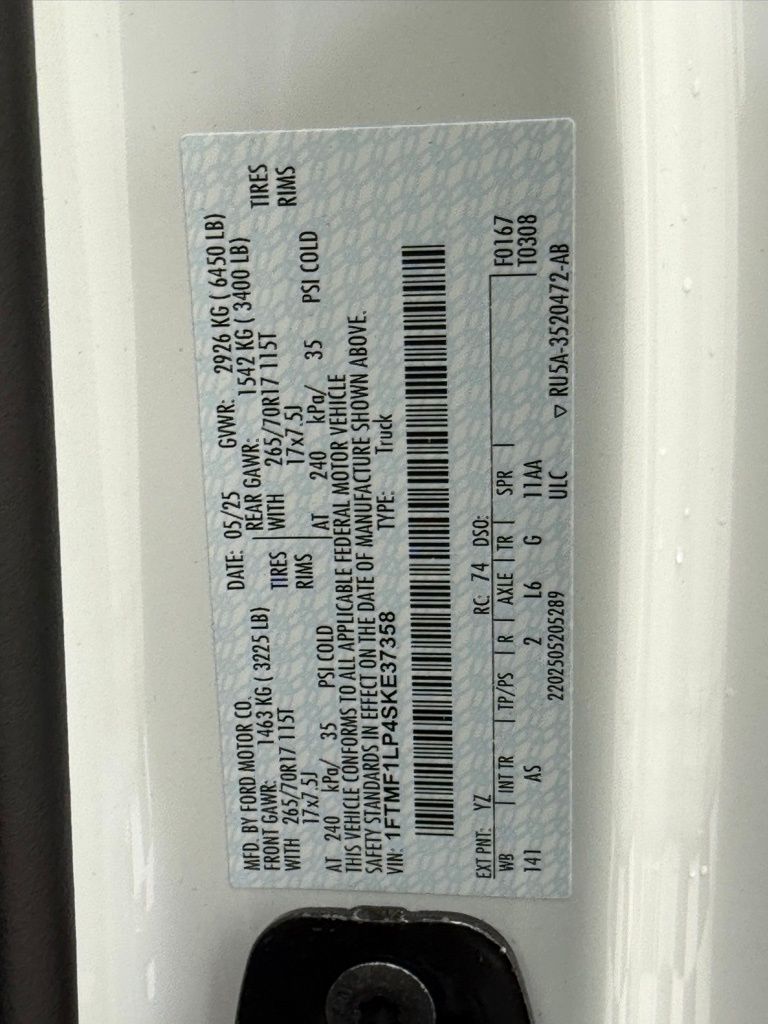 MFD. BY FORD MOTOR CO. DATE: 05/25 GVWR: 2926 KG ( 6450 LB)
FRONT GAWR: 1463 KG ( 3225 LB) REAR GAWR: 1542 KG ( 3400 LB)
WITH 265/70R17 115T TIRES WITH 265/70R17 115T TIRES
17x7.5J RIMS 17x7.5J RIMS
AT 240 kPa/ 35 PSI COLD AT 240 kPa/ 35 PSI COLD
THIS VEHICLE CONFORMS TO ALL APPLICABLE FEDERAL MOTOR VEHICLE
SAFETY STANDARDS IN EFFECT ON THE DATE OF MANUFACTURE SHOWN ABOVE.
VIN: 1FTMF1LP4SKE37358 TYPE: Truck
EXT PNT: YZ RC: 74 DSO: F0167
WB INT TR TP/PS R AXLE TR SPR T0308
141 AS 2 L6 G 11AA
2202505205289 ULC ▽ RU5A-3520472-AB